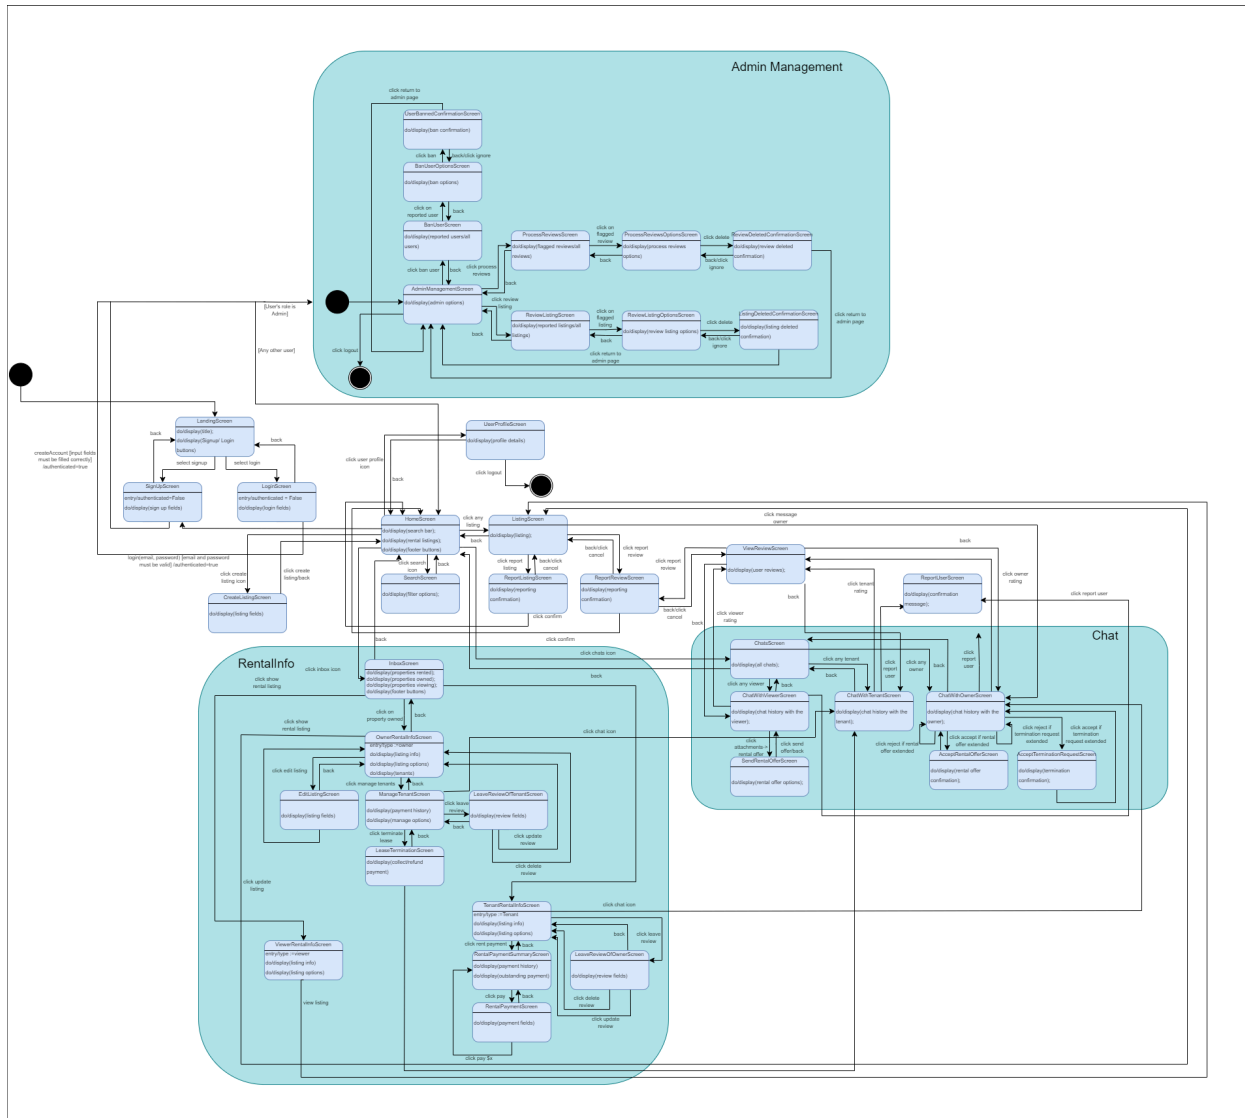 Admin Management
click return to
admin page
UserBannedConfirmationScreen
do/display(ban confirmation)
click ban
back/click ignore
BanUserOptionsScreen
do/display(ban options)
click on
reported user
back
BanUserScreen
do/display(reported users/all
users)
click ban user
back
click process
reviews
ProcessReviewsScreen
do/display(flagged reviews/all
reviews)
click on
flagged
review
back
ProcessReviewsOptionsScreen
do/display(process reviews
options)
click delete
back/click
ignore
ReviewDeletedConfirmationScreen
do/display(review deleted
confirmation)
AdminManagementScreen
do/display(admin options)
back
click review
listing
back
ReviewListingScreen
do/display(reported listings/all
listings)
click on
flagged
listing
back
ReviewListingOptionsScreen
do/display(review listing options)
click delete
back/click
ignore
ListingDeletedConfirmationScreen
do/display(listing deleted
confirmation)
click return to
admin page
click return to
admin page
click logout
[User's role is
Admin]
[Any other user]
LandingScreen
do/display(title);
do/display(Signup/ Login
buttons)
back
back
select signup
select login
createAccount [input fields
must be filled correctly]
/authenticated=true
SignUpScreen
entry/authenticated=False
do/display(sign up fields)
LoginScreen
entry/authenticated = False
do/display(login fields)
login(email, password) [email and password
must be valid] /authenticated=true
UserProfileScreen
do/display(profile details)
click user profile
icon
back
click logout
HomeScreen
do/display(search bar);
do/display(rental listings);
do/display(footer buttons)
click any
listing
back
ListingScreen
do/display(listing);
click message
owner
click create
listing icon
click create
listing/back
CreateListingScreen
do/display(listing fields)
click search
icon
back
SearchScreen
do/display(filter options);
click report
listing
back/click
cancel
ReportListingScreen
do/display(reporting
confirmation)
click confirm
back/click
cancel
click report
review
ReportReviewScreen
do/display(reporting
confirmation);
click confirm
click report
review
back/click
cancel
ViewReviewScreen
do/display(user reviews);
back
back
back
click viewer
rating
click tenant
rating
click owner
rating
ReportUserScreen
do/display(confirmation
message);
click report user
Chat
ChatsScreen
do/display(all chats);
click chats icon
back
click any tenant
back
click report
user
click any
owner
back
click
report
user
click any viewer
back
ChatWithViewerScreen
do/display(chat history with the
viewer);
ChatWithTenantScreen
do/display(chat history with the
tenant);
ChatWithOwnerScreen
do/display(chat history with the
owner);
click
attachments->
rental offer
click send
offer/back
SendRentalOfferScreen
do/display(rental offer options);
click reject if rental
offer extended
click accept if rental
offer extended
click reject if
termination request
extended
click accept if
termination request
extended
AcceptRentalOfferScreen
do/display(rental offer
confirmation);
AcceptTerminationRequestScreen
do/display(termination
confirmation);
RentalInfo
back
click inbox icon
InboxScreen
do/display(properties rented);
do/display(properties owned);
do/display(properties viewing);
do/display(footer buttons)
click show
rental listing
click on
property owned
back
click show
rental listing
OwnerRentalInfoScreen
entry/type :=owner
do/display(listing info)
do/display(listing options)
do/display(tenants)
click chat icon
click edit listing
back
click manage tenants
back
EditListingScreen
do/display(listing fields)
ManageTenantScreen
do/display(payment history)
do/display(manage options)
click leave
review
back
LeaveReviewOfTenantScreen
do/display(review fields)
click update
review
click delete
review
click terminate
lease
back
LeaseTerminationScreen
do/display(collect/refund
payment)
click update
listing
TenantRentalInfoScreen
entry/type :=Tenant
do/display(listing info)
do/display(listing options)
click chat icon
back
click leave
review
click rent payment
back
RentalPaymentSummaryScreen
do/display(payment history)
do/display(outstanding payment)
LeaveReviewOfOwnerScreen
do/display(review fields)
click delete
review
click update
review
click pay
back
RentalPaymentScreen
do/display(payment fields)
click pay $x
ViewerRentalInfoScreen
entry/type :=viewer
do/display(listing info)
do/display(listing options)
view listing